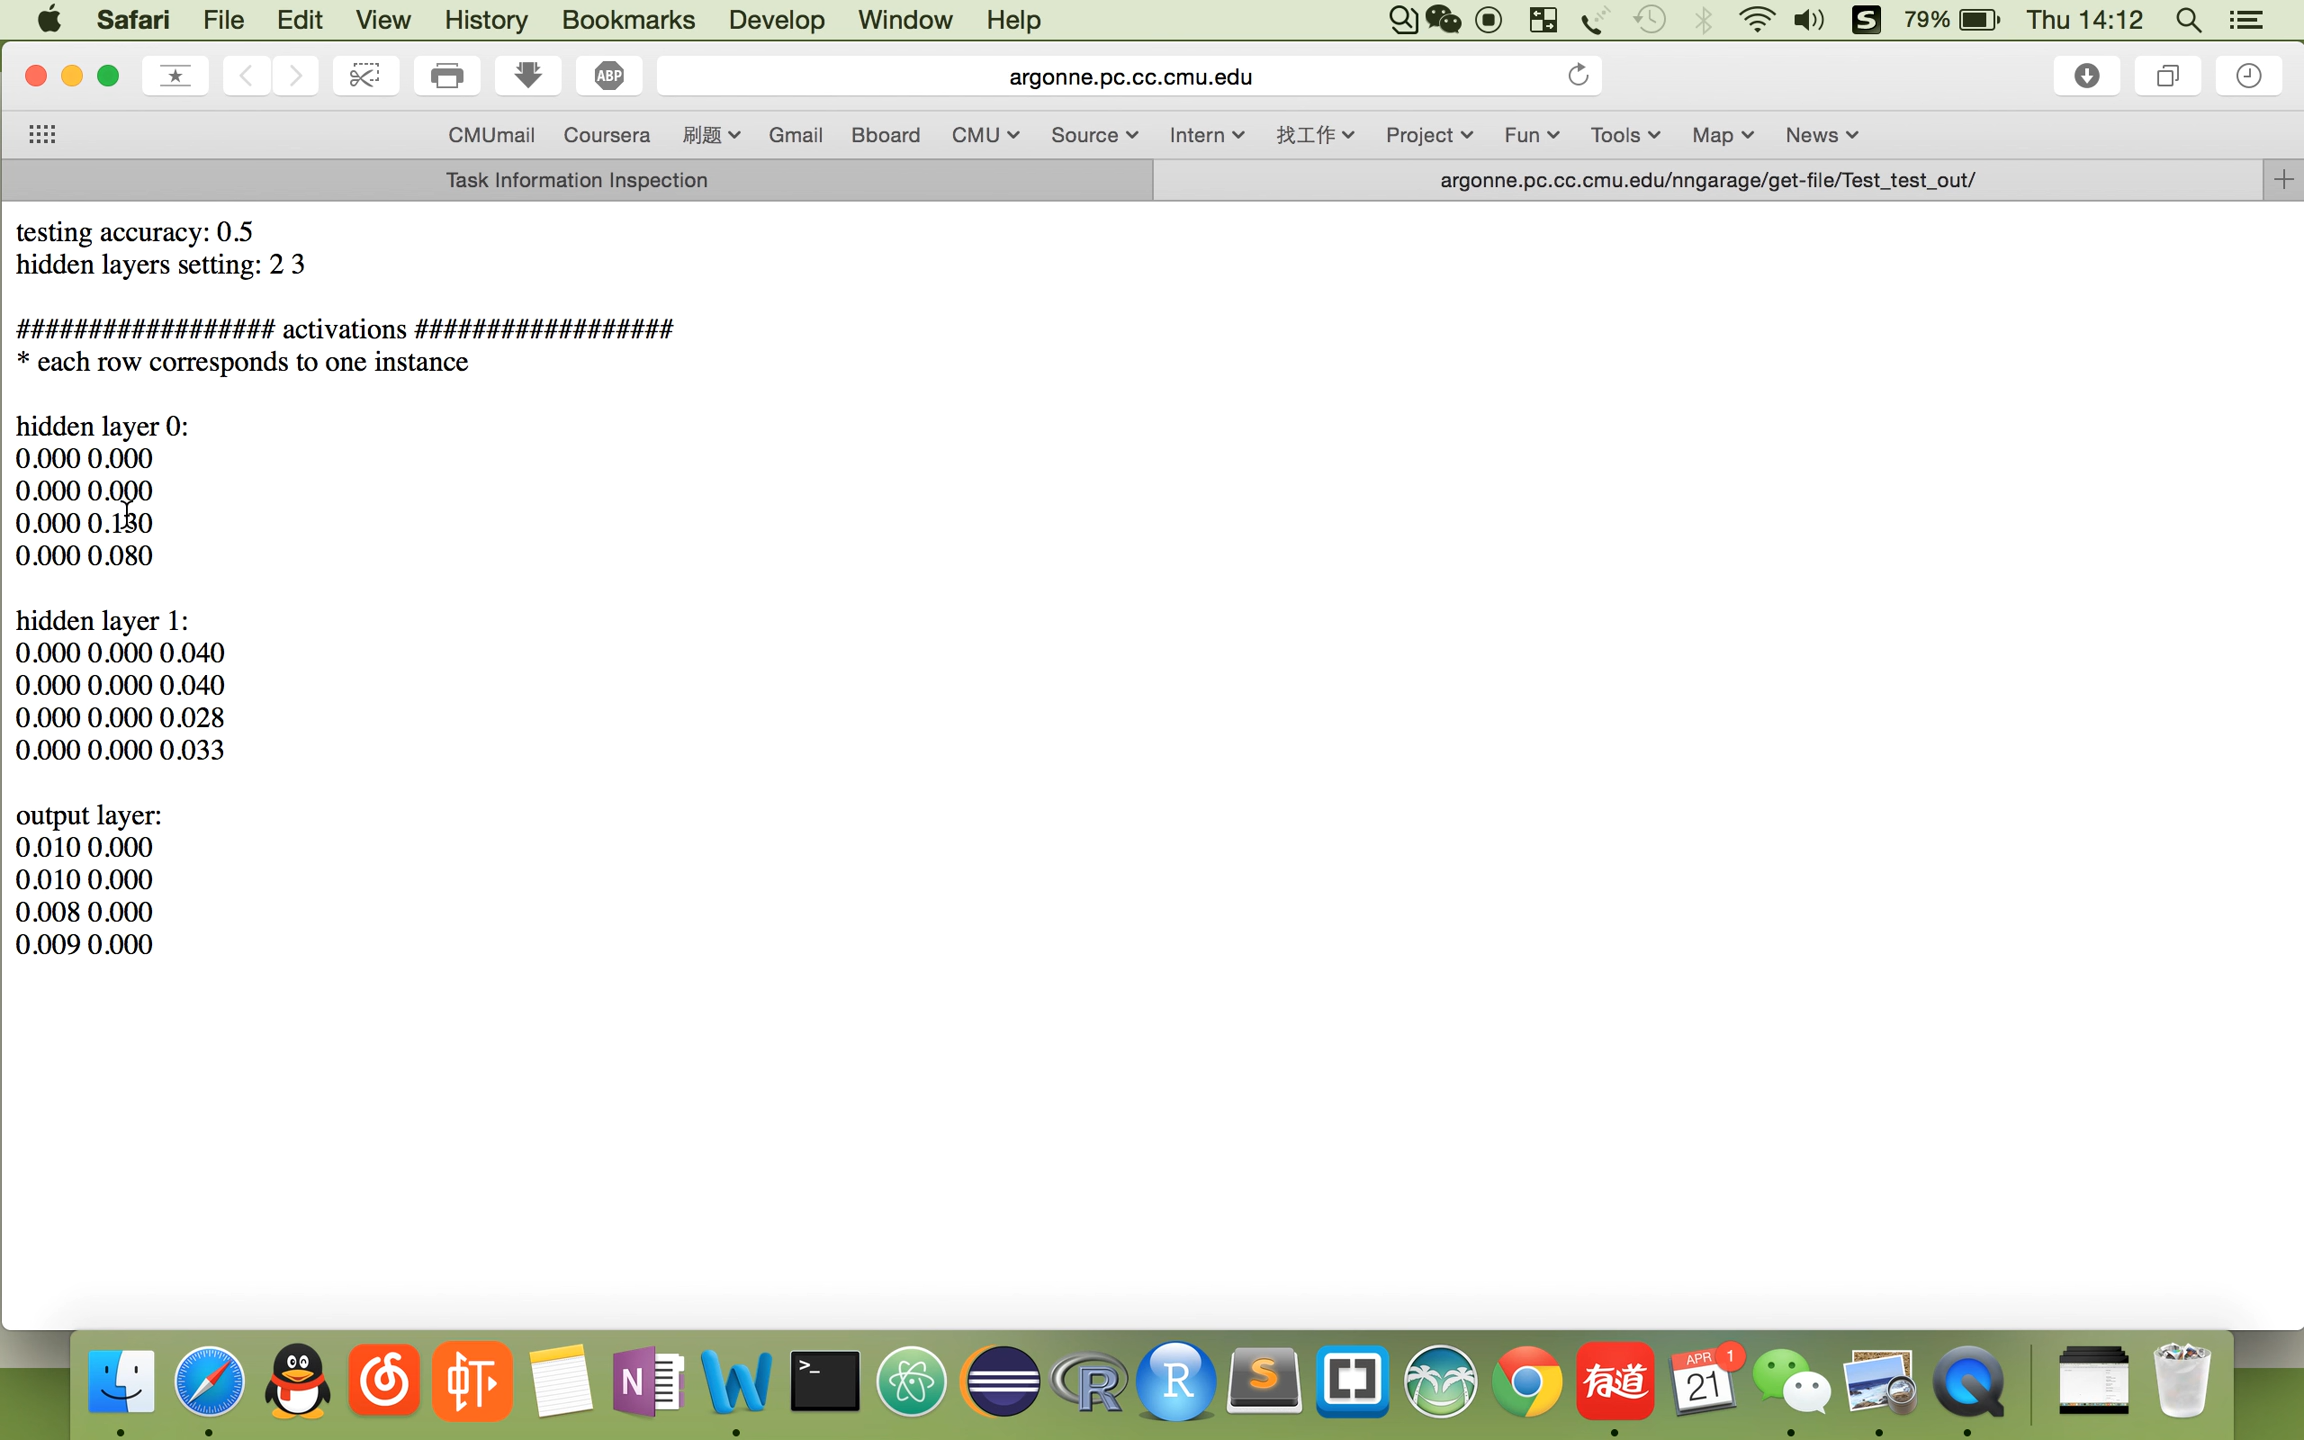 Safari File Edit View History Bookmarks Develop Window Help 79% Thu 14:12
ABP argonne.pc.cc.cmu.edu
CMUmail Coursera 刷题 Gmail Bboard CMU Source Intern 找工作 Project Fun Tools Map News
Task Information Inspection argonne.pc.cc.cmu.edu/nngarage/get-file/Test_test_out/
testing accuracy: 0.5
hidden layers setting: 2 3
################## activations ##################
* each row corresponds to one instance
hidden layer 0:
0.000 0.000
0.000 0.000
0.000 0.130
0.000 0.080
hidden layer 1:
0.000 0.000 0.040
0.000 0.000 0.040
0.000 0.000 0.028
0.000 0.000 0.033
output layer:
0.010 0.000
0.010 0.000
0.008 0.000
0.009 0.000
N W >_ R R S 有道 APR 21 1